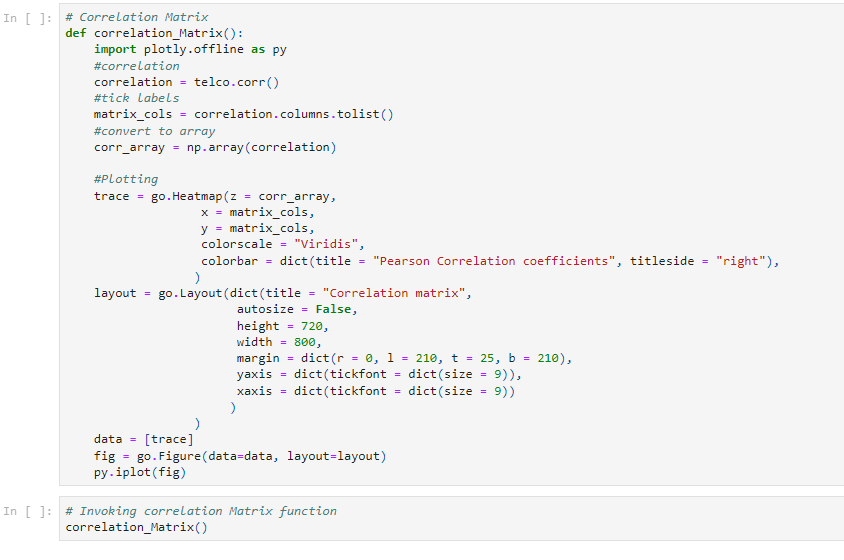 In [ ]: # Correlation Matrix
def correlation_Matrix():
    import plotly.offline as py
    #correlation
    correlation = telco.corr()
    #tick labels
    matrix_cols = correlation.columns.tolist()
    #convert to array
    corr_array = np.array(correlation)

    #Plotting
    trace = go.Heatmap(z = corr_array,
                   x = matrix_cols,
                   y = matrix_cols,
                   colorscale = "Viridis",
                   colorbar = dict(title = "Pearson Correlation coefficients", titleside = "right"),
                  )
    layout = go.Layout(dict(title = "Correlation matrix",
                        autosize = False,
                        height = 720,
                        width = 800,
                        margin = dict(r = 0, l = 210, t = 25, b = 210),
                        yaxis = dict(tickfont = dict(size = 9)),
                        xaxis = dict(tickfont = dict(size = 9))
                       )
                  )
    data = [trace]
    fig = go.Figure(data=data, layout=layout)
    py.iplot(fig)
In [ ]: # Invoking correlation Matrix function
correlation_Matrix()